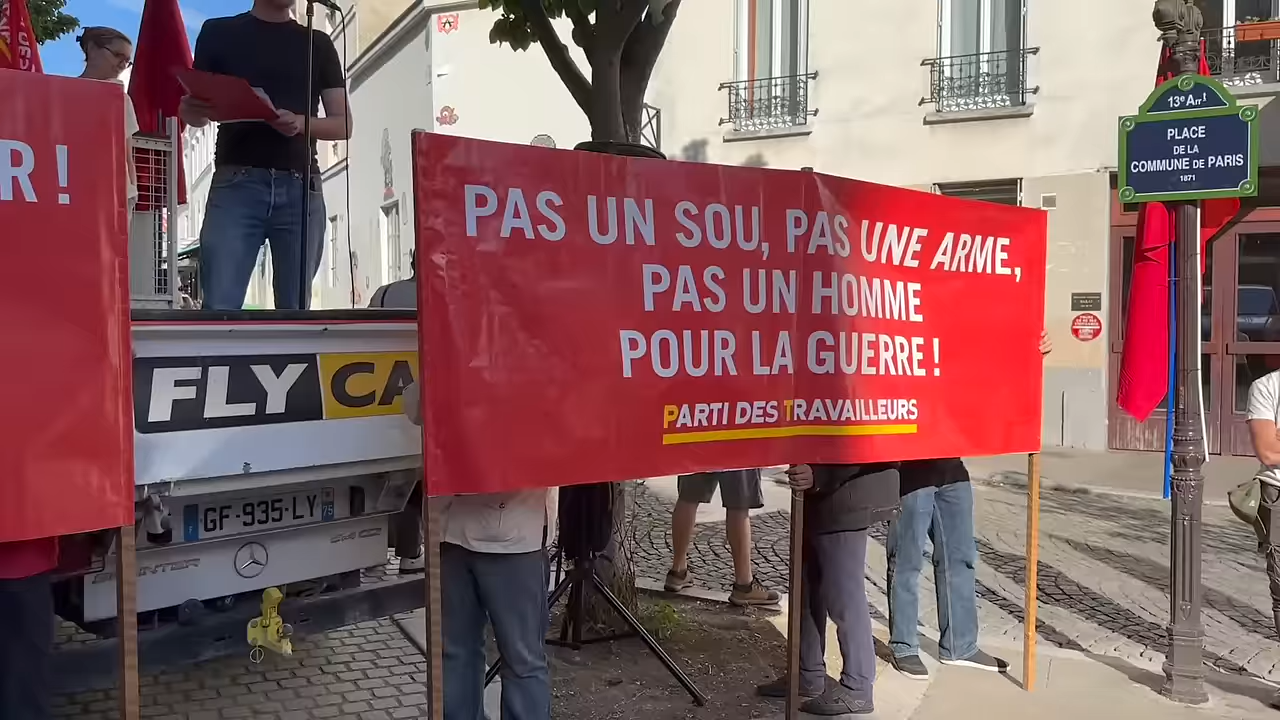 R !
PAS UN SOU, PAS UNE ARME,
PAS UN HOMME
POUR LA GUERRE !
PARTI DES TRAVAILLEURS
FLY CA
GF-935-LY
75
13e Arrt
PLACE
DE LA
COMMUNE DE PARIS
1871